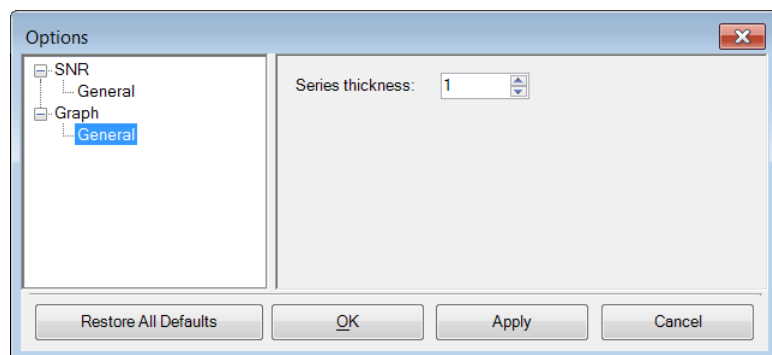 Options
SNR
General
Graph
General
Series thickness: 1
Restore All Defaults
OK
Apply
Cancel